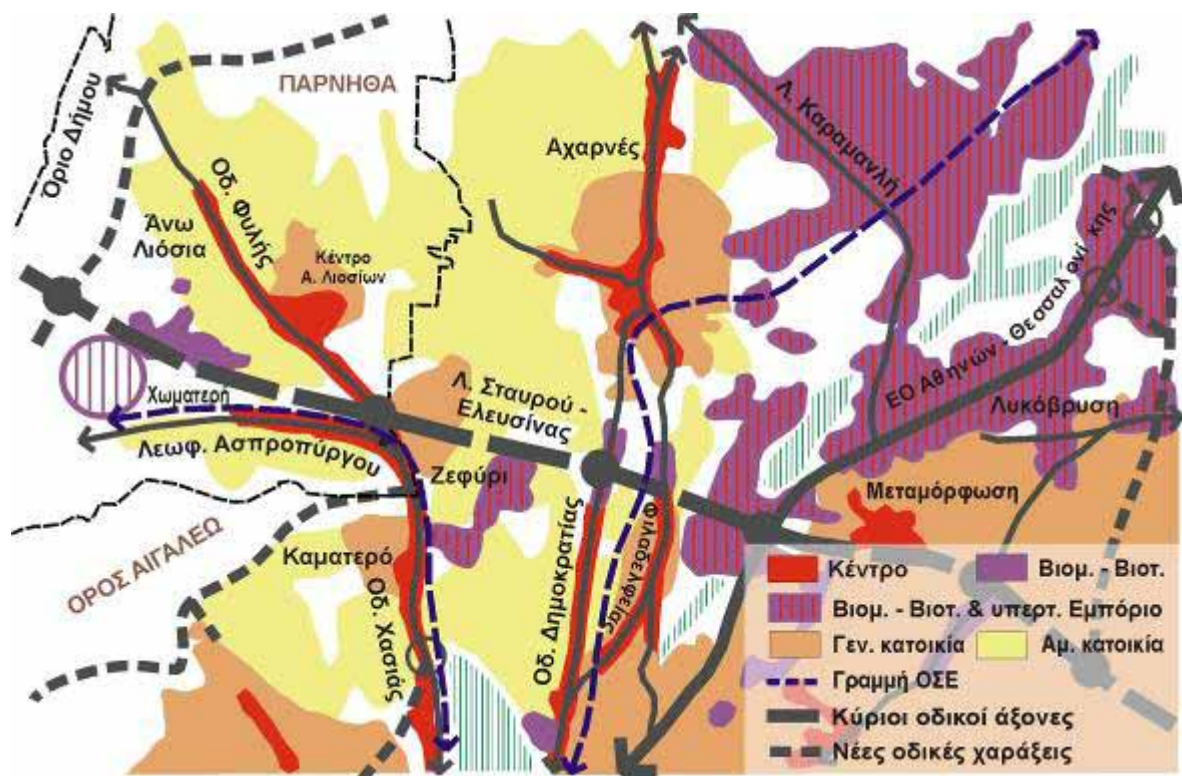 ΠΑΡΝΗΘΑ
Όριο Δήμου
Οδ. Φυλής
Άνω
Λιόσια
Κέντρο
Α. Λιοσίων
Αχαρνές
Λ. Καραμανλή
ΕΟ Αθηνών - Θεσσαλονίκης
Χωματερή
Λεωφ. Ασπροπύργου
Λ. Σταυρού -
Ελευσίνας
Ζεφύρι
Λυκόβρυση
Μεταμόρφωση
ΟΡΟΣ ΑΙΓΑΛΕΩ
Καματερό
Οδ. Χασιάς
Οδ. Δημοκρατίας
Κέντρο
Βιομ. - Βιοτ.
Βιομ. - Βιοτ. & υπερτ. Εμπόριο
Γεν. κατοικία
Αμ. κατοικία
Γραμμή ΟΣΕ
Κύριοι οδικοί άξονες
Νέες οδικές χαράξεις